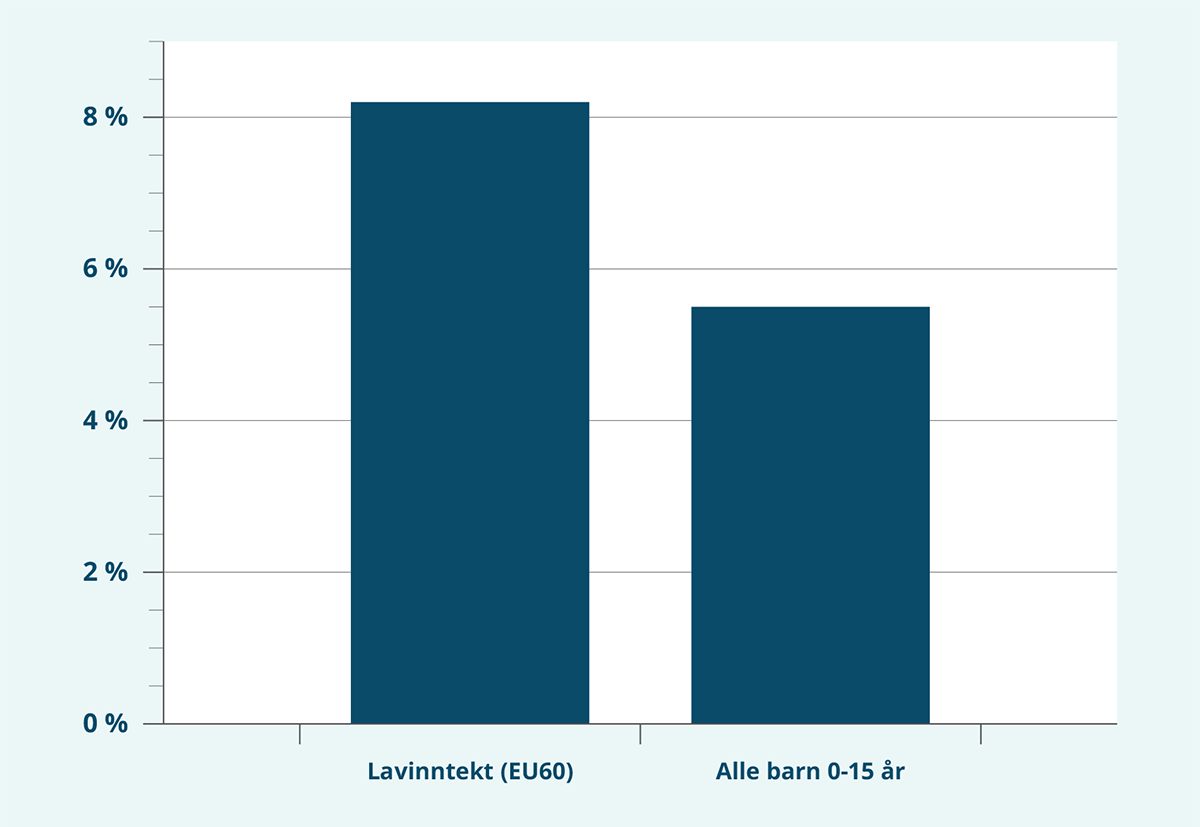 8 %
6 %
4 %
2 %
0 %
Lavinntekt (EU60)
Alle barn 0-15 år